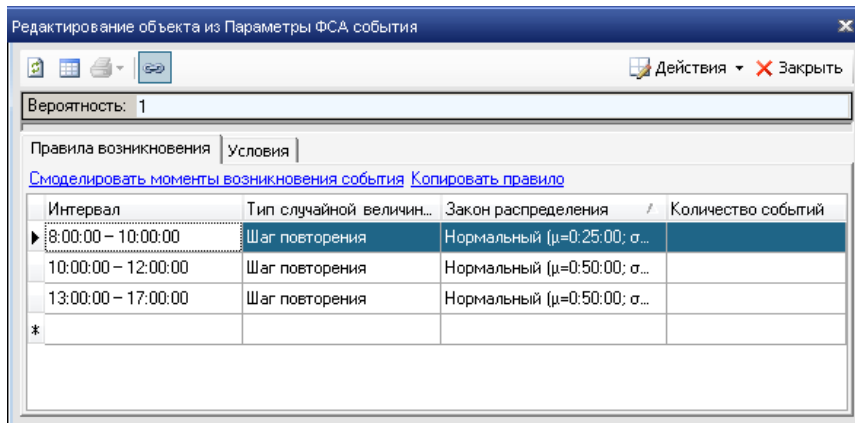 Редактирование объекта из Параметры ФСА события
Действия Закрыть
Вероятность: 1
Правила возникновения Условия
Смоделировать моменты возникновения события Копировать правило
Интервал Тип случайной величин... Закон распределения Количество событий
8:00:00 – 10:00:00 Шаг повторения Нормальный (μ=0:25:00; σ...
10:00:00 – 12:00:00 Шаг повторения Нормальный (μ=0:50:00; σ...
13:00:00 – 17:00:00 Шаг повторения Нормальный (μ=0:50:00; σ...